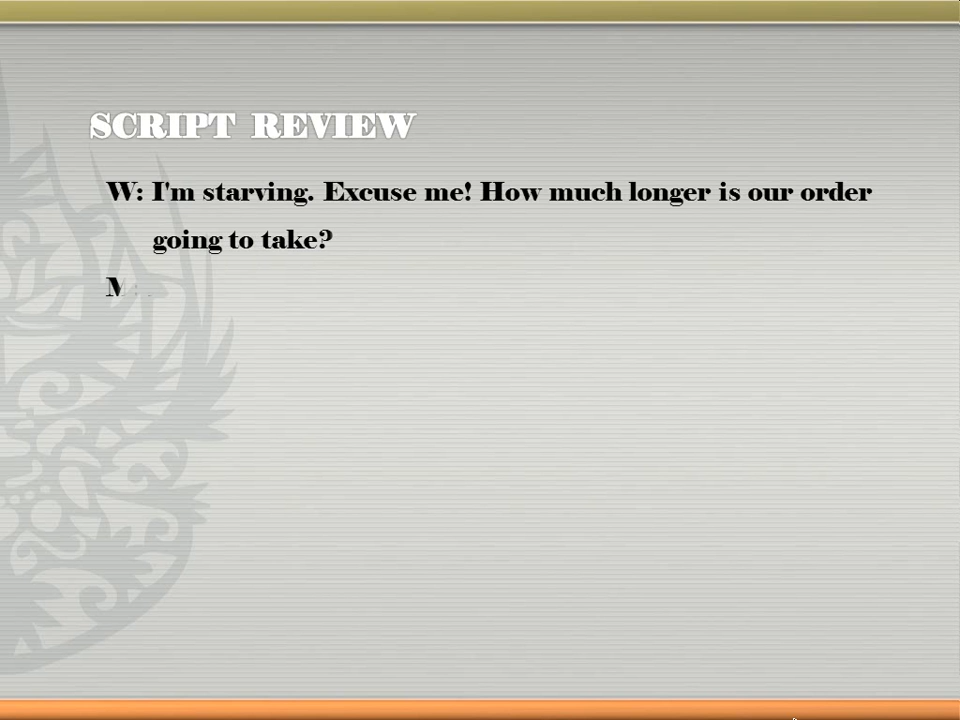 SCRIPT REVIEW
W: I'm starving. Excuse me! How much longer is our order
going to take?
M: